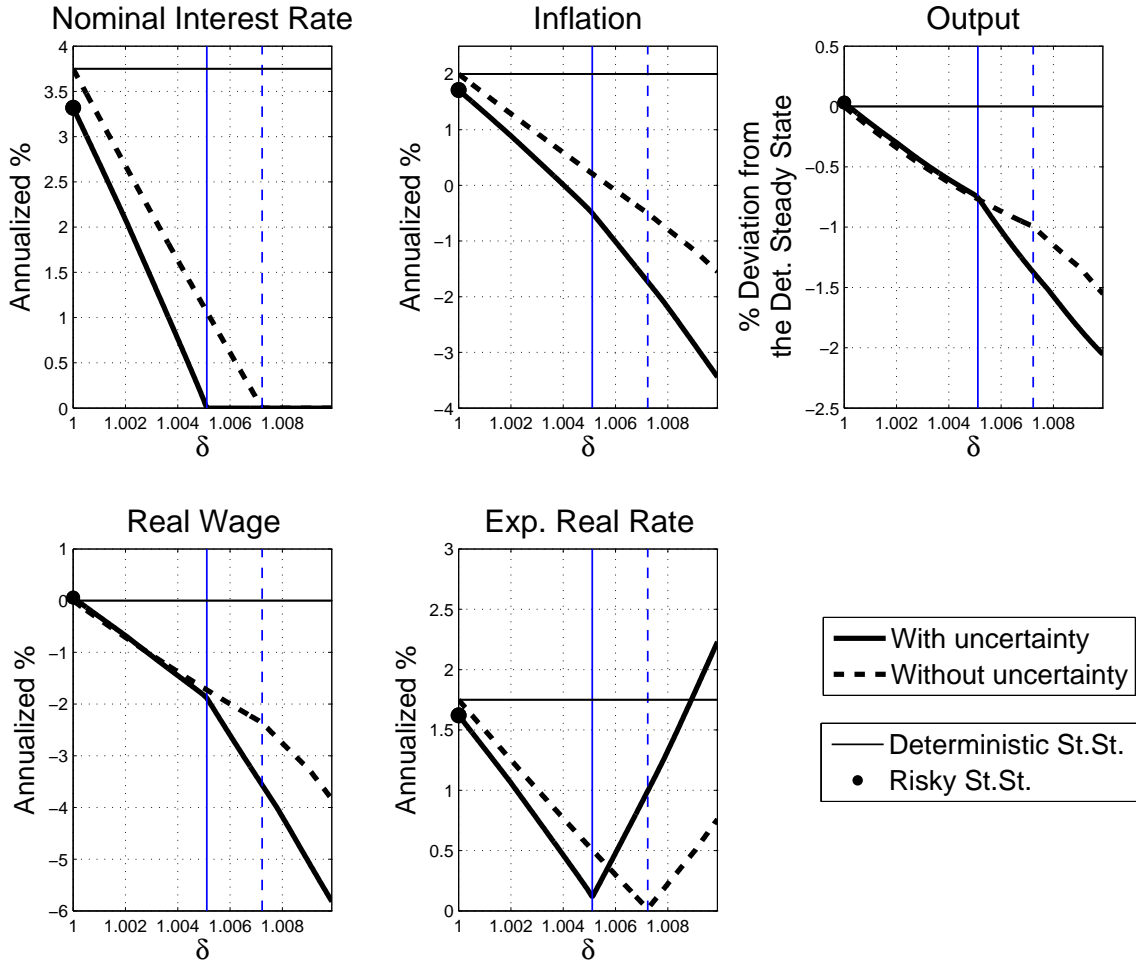 Nominal Interest Rate
Annualized %
4
3.5
3
2.5
2
1.5
1
0.5
0
1 1.002 1.004 1.006 1.008
δ
Inflation
Annualized %
2
1
0
−1
−2
−3
−4
1 1.002 1.004 1.006 1.008
δ
Output
% Deviation from
the Det. Steady State
0.5
0
−0.5
−1
−1.5
−2
−2.5
1 1.002 1.004 1.006 1.008
δ
Real Wage
Annualized %
1
0
−1
−2
−3
−4
−5
−6
1 1.002 1.004 1.006 1.008
δ
Exp. Real Rate
Annualized %
3
2.5
2
1.5
1
0.5
0
1 1.002 1.004 1.006 1.008
δ
With uncertainty
Without uncertainty
Deterministic St.St.
Risky St.St.